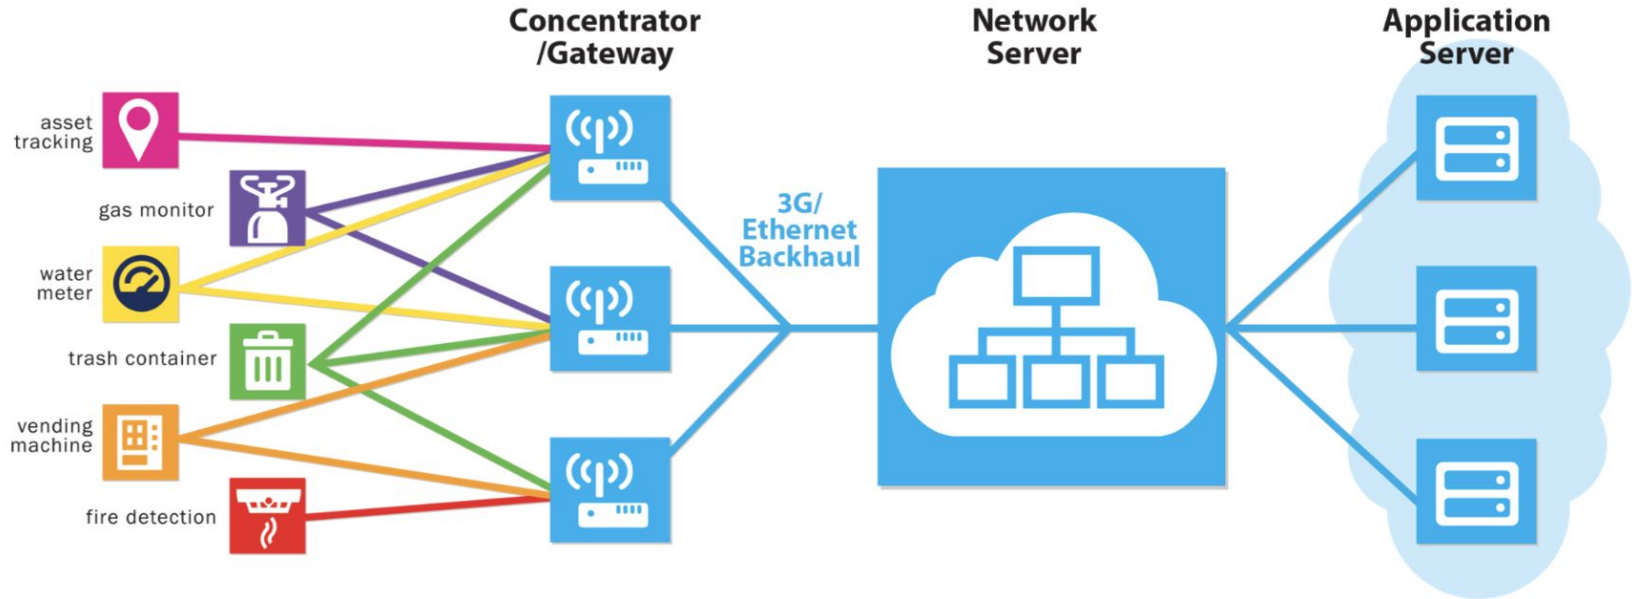 Concentrator
/Gateway
Network
Server
Application
Server
asset
tracking
gas monitor
water
meter
trash container
vending
machine
fire detection
3G/
Ethernet
Backhaul